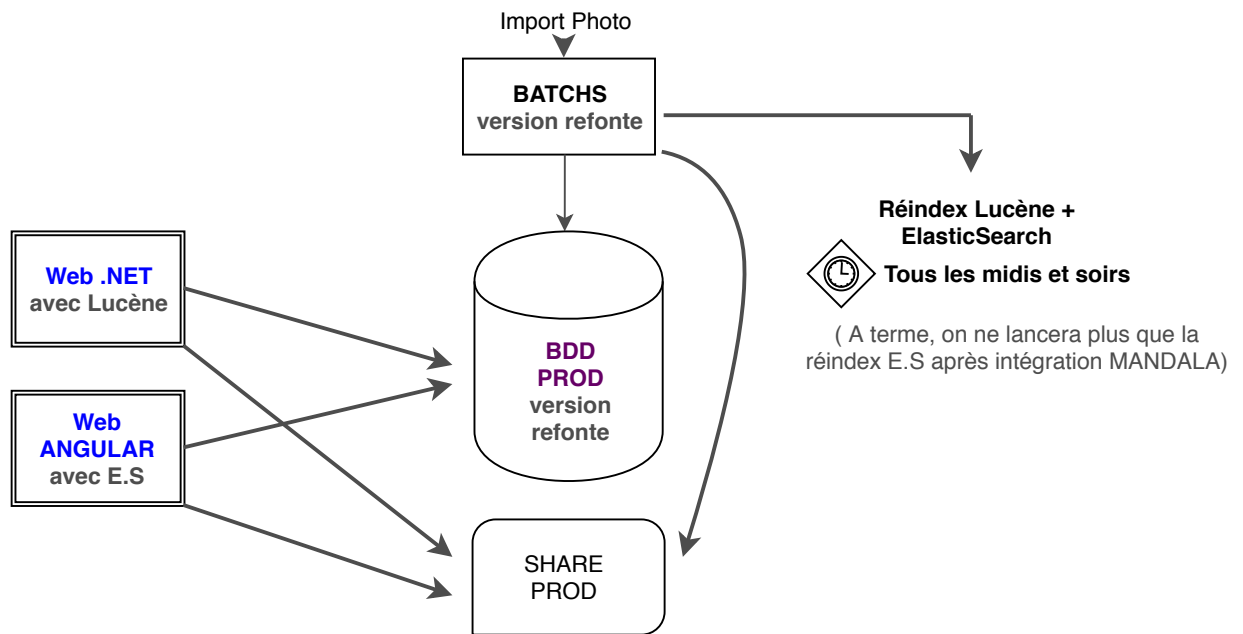 Import Photo
BATCHS
version refonte
Réindex Lucène +
ElasticSearch
Tous les midis et soirs
( A terme, on ne lancera plus que la
réindex E.S après intégration MANDALA)
Web .NET
avec Lucène
Web
ANGULAR
avec E.S
BDD
PROD
version
refonte
SHARE
PROD